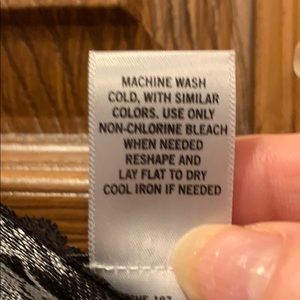 MACHINE WASH
COLD, WITH SIMILAR
COLORS. USE ONLY
NON-CHLORINE BLEACH
WHEN NEEDED
RESHAPE AND
LAY FLAT TO DRY
COOL IRON IF NEEDED